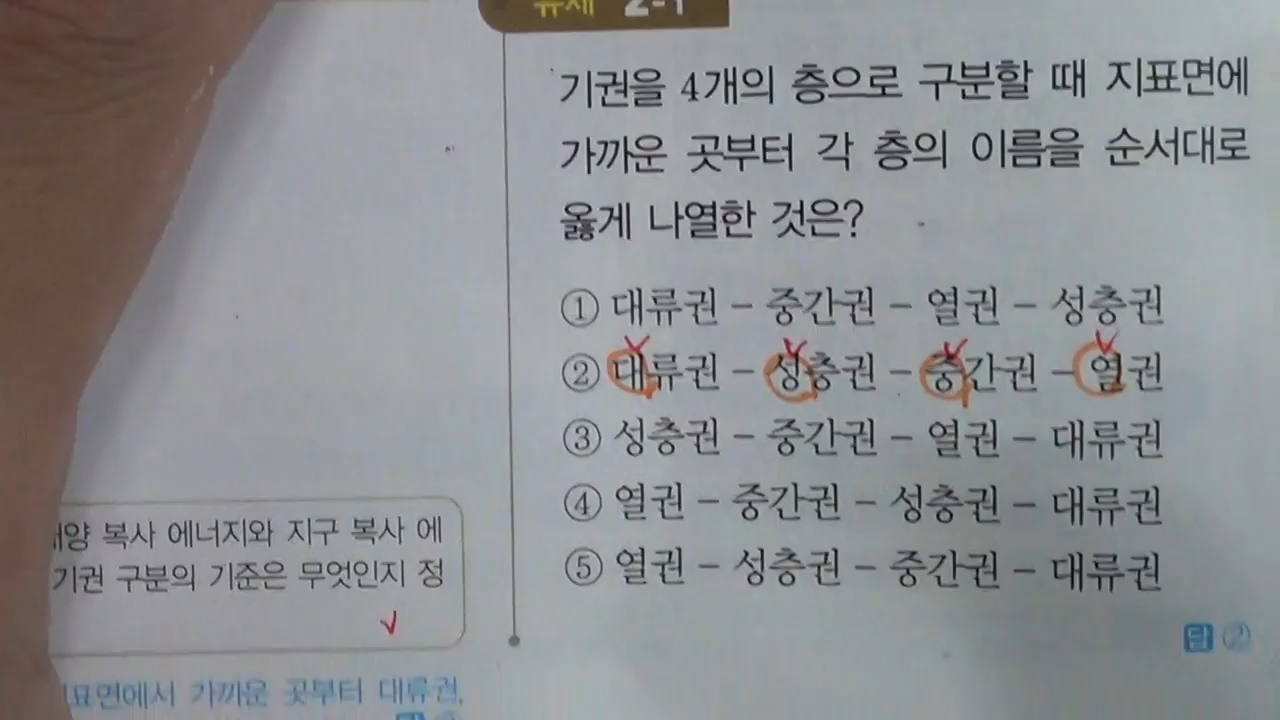 유제 2-1
기권을 4개의 층으로 구분할 때 지표면에
가까운 곳부터 각 층의 이름을 순서대로
옳게 나열한 것은?
① 대류권 - 중간권 - 열권 - 성층권
② 대류권 - 성층권 - 중간권 - 열권
③ 성층권 - 중간권 - 열권 - 대류권
④ 열권 - 중간권 - 성층권 - 대류권
⑤ 열권 - 성층권 - 중간권 - 대류권
답 ②
복사 에너지와 지구 복사 에
기권 구분의 기준은 무엇인지 정
가까운 곳부터 대류권,